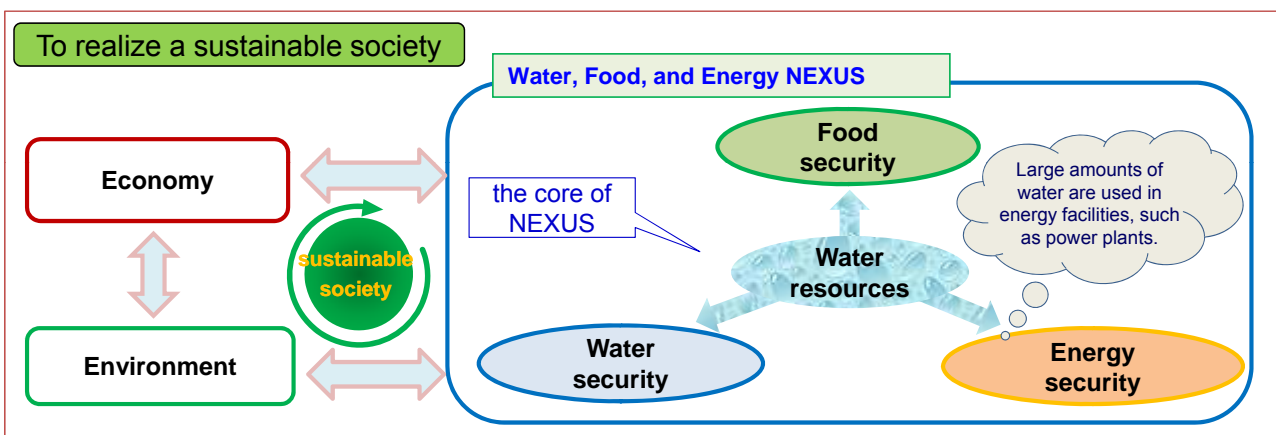 To realize a sustainable society
Water, Food, and Energy NEXUS
Economy
Environment
sustainable
society
the core of
NEXUS
Food
security
Water
resources
Water
security
Energy
security
Large amounts of
water are used in
energy facilities, such
as power plants.